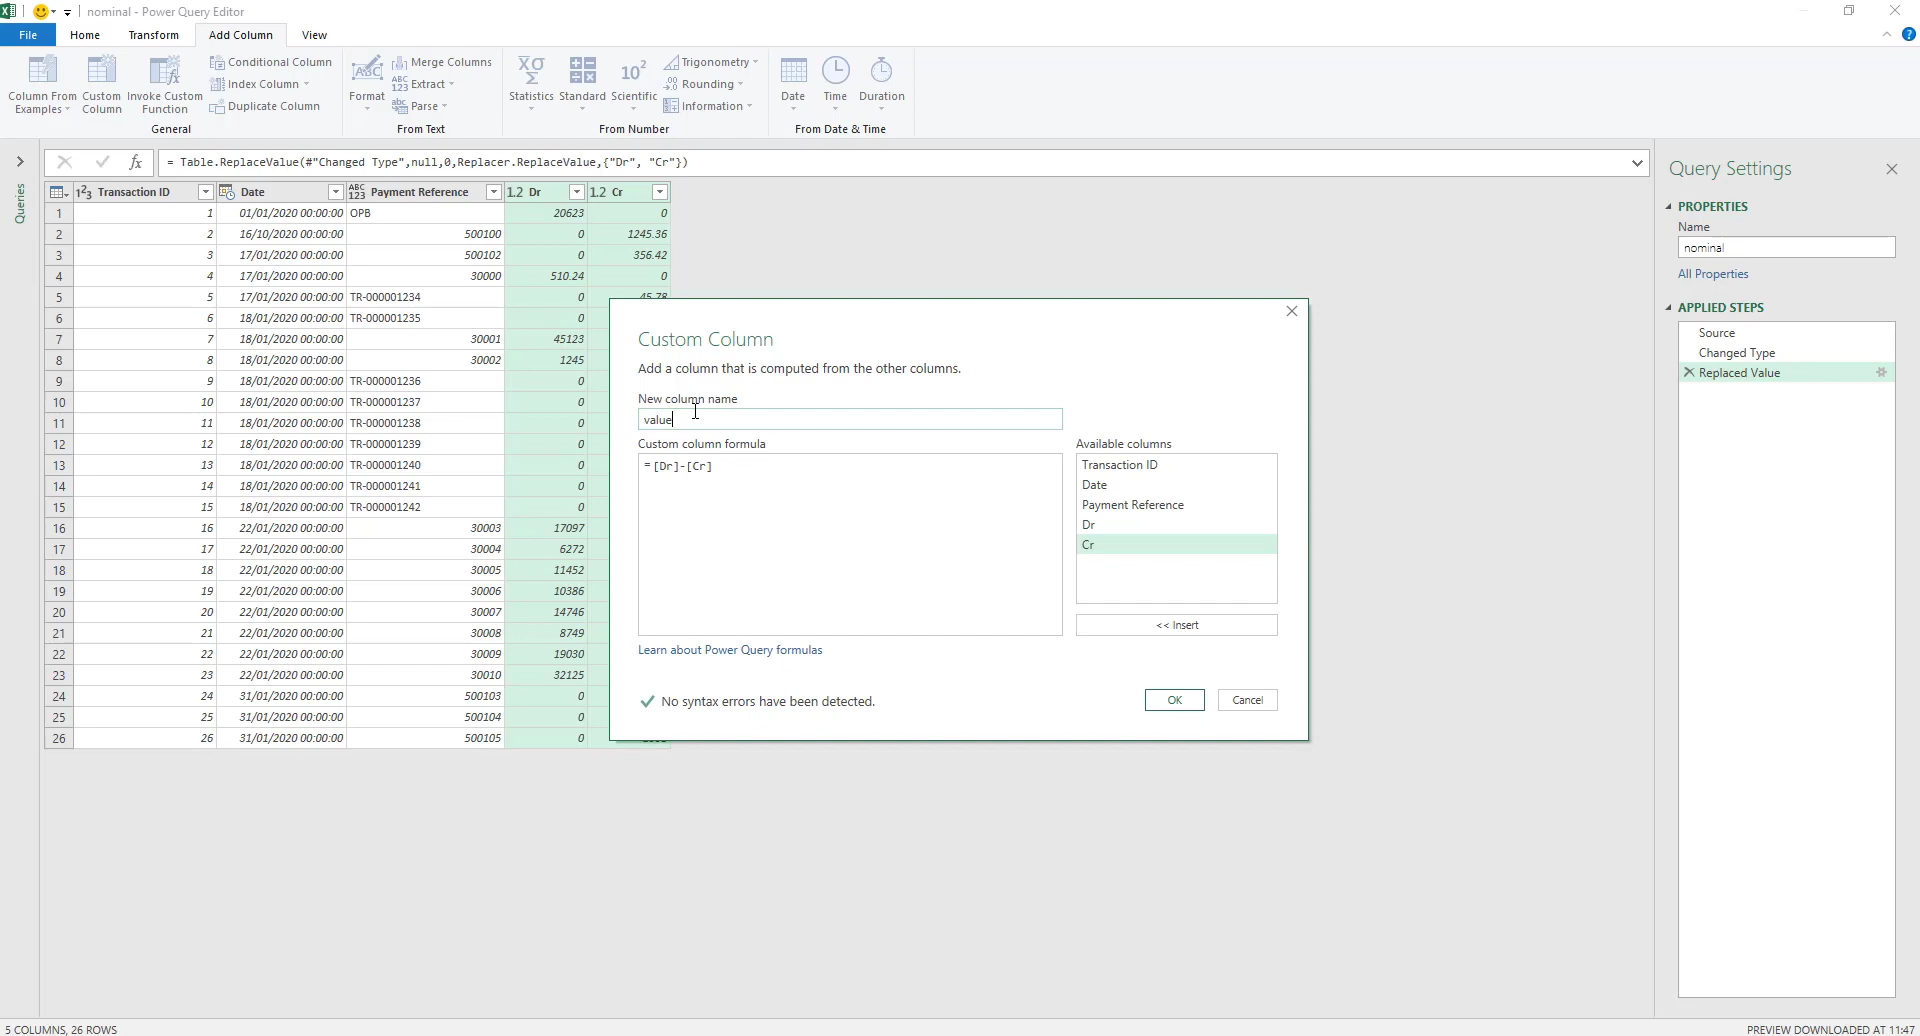 nominal - Power Query Editor
File Home Transform Add Column View
Column From Examples
Custom Column
Invoke Custom Function
Conditional Column
Index Column
Duplicate Column
General
Format
ABC
Merge Columns
ABC 123 Extract
abc Parse
From Text
Statistics
Standard
10² Scientific
Trigonometry
.00 Rounding
Information
From Number
Date
Time
Duration
From Date & Time
Queries
fx = Table.ReplaceValue(#"Changed Type",null,0,Replacer.ReplaceValue,{"Dr", "Cr"})
1²3 Transaction ID Date ABC 123 Payment Reference 1.2 Dr 1.2 Cr
1 1 01/01/2020 00:00:00 OPB 20623 0
2 2 16/10/2020 00:00:00 500100 0 1245.36
3 3 17/01/2020 00:00:00 500102 0 356.42
4 4 17/01/2020 00:00:00 30000 510.24 0
5 5 17/01/2020 00:00:00 TR-000001234 0 45.78
6 6 18/01/2020 00:00:00 TR-000001235 0
7 7 18/01/2020 00:00:00 30001 45123
8 8 18/01/2020 00:00:00 30002 1245
9 9 18/01/2020 00:00:00 TR-000001236 0
10 10 18/01/2020 00:00:00 TR-000001237 0
11 11 18/01/2020 00:00:00 TR-000001238 0
12 12 18/01/2020 00:00:00 TR-000001239 0
13 13 18/01/2020 00:00:00 TR-000001240 0
14 14 18/01/2020 00:00:00 TR-000001241 0
15 15 18/01/2020 00:00:00 TR-000001242 0
16 16 22/01/2020 00:00:00 30003 17097
17 17 22/01/2020 00:00:00 30004 6272
18 18 22/01/2020 00:00:00 30005 11452
19 19 22/01/2020 00:00:00 30006 10386
20 20 22/01/2020 00:00:00 30007 14746
21 21 22/01/2020 00:00:00 30008 8749
22 22 22/01/2020 00:00:00 30009 19030
23 23 22/01/2020 00:00:00 30010 32125
24 24 31/01/2020 00:00:00 500103 0
25 25 31/01/2020 00:00:00 500104 0
26 26 31/01/2020 00:00:00 500105 0
Custom Column
Add a column that is computed from the other columns.
New column name
value
Custom column formula
= [Dr]-[Cr]
Available columns
Transaction ID
Date
Payment Reference
Dr
Cr
<< Insert
Learn about Power Query formulas
No syntax errors have been detected.
OK
Cancel
Query Settings
PROPERTIES
Name
nominal
All Properties
APPLIED STEPS
Source
Changed Type
Replaced Value
5 COLUMNS, 26 ROWS
PREVIEW DOWNLOADED AT 11:47